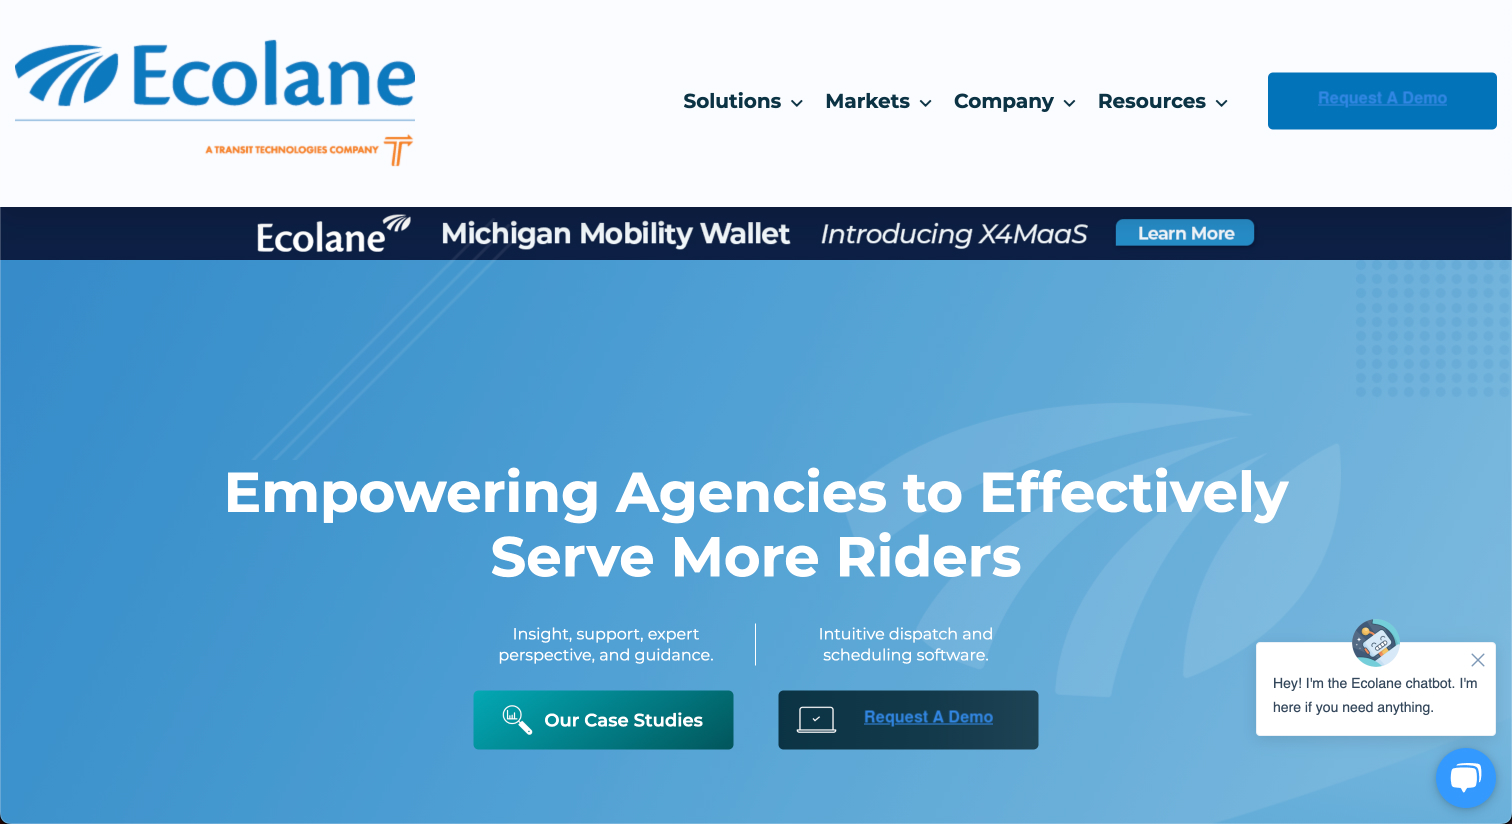 Ecolane
A TRANSIT TECHNOLOGIES COMPANY
Solutions
Markets
Company
Resources
Request A Demo
Ecolane
Michigan Mobility Wallet
Introducing X4MaaS
Learn More
Empowering Agencies to Effectively
Serve More Riders
Insight, support, expert
perspective, and guidance.
Intuitive dispatch and
scheduling software.
Our Case Studies
Request A Demo
Hey! I'm the Ecolane chatbot. I'm
here if you need anything.